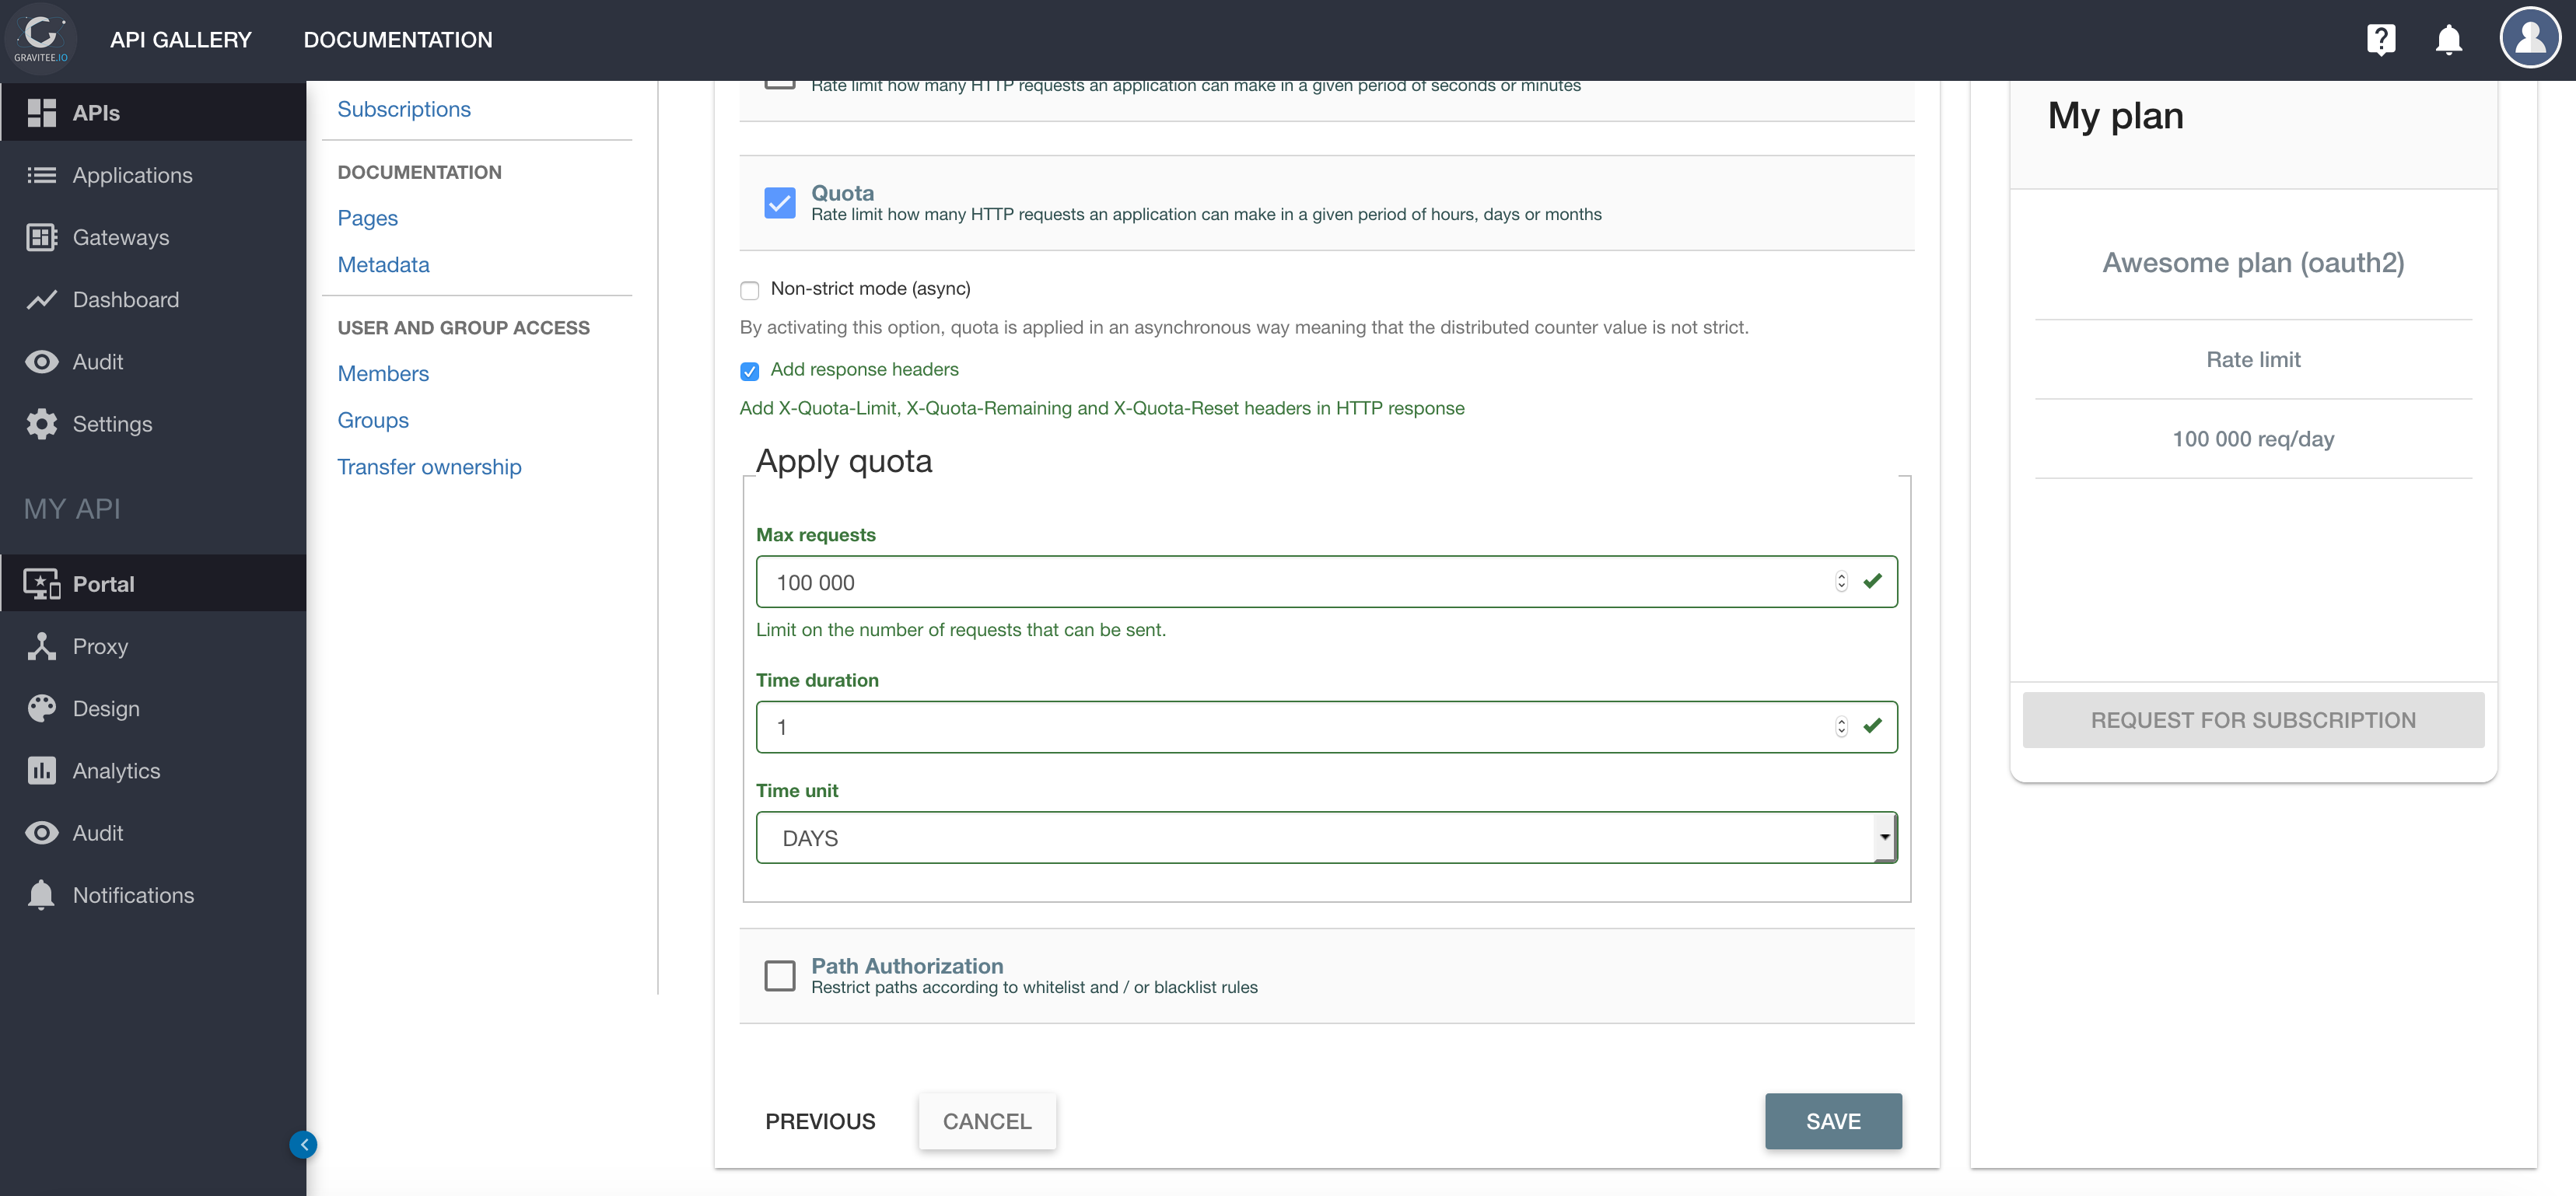 GRAVITEE.IO
API GALLERY
DOCUMENTATION
APIs
Applications
Gateways
Dashboard
Audit
Settings
MY API
Portal
Proxy
Design
Analytics
Audit
Notifications
Subscriptions
DOCUMENTATION
Pages
Metadata
USER AND GROUP ACCESS
Members
Groups
Transfer ownership
Rate limit how many HTTP requests an application can make in a given period of seconds or minutes
Quota
Rate limit how many HTTP requests an application can make in a given period of hours, days or months
Non-strict mode (async)
By activating this option, quota is applied in an asynchronous way meaning that the distributed counter value is not strict.
Add response headers
Add X-Quota-Limit, X-Quota-Remaining and X-Quota-Reset headers in HTTP response
Apply quota
Max requests
100 000
Limit on the number of requests that can be sent.
Time duration
1
Time unit
DAYS
Path Authorization
Restrict paths according to whitelist and / or blacklist rules
PREVIOUS
CANCEL
SAVE
My plan
Awesome plan (oauth2)
Rate limit
100 000 req/day
REQUEST FOR SUBSCRIPTION